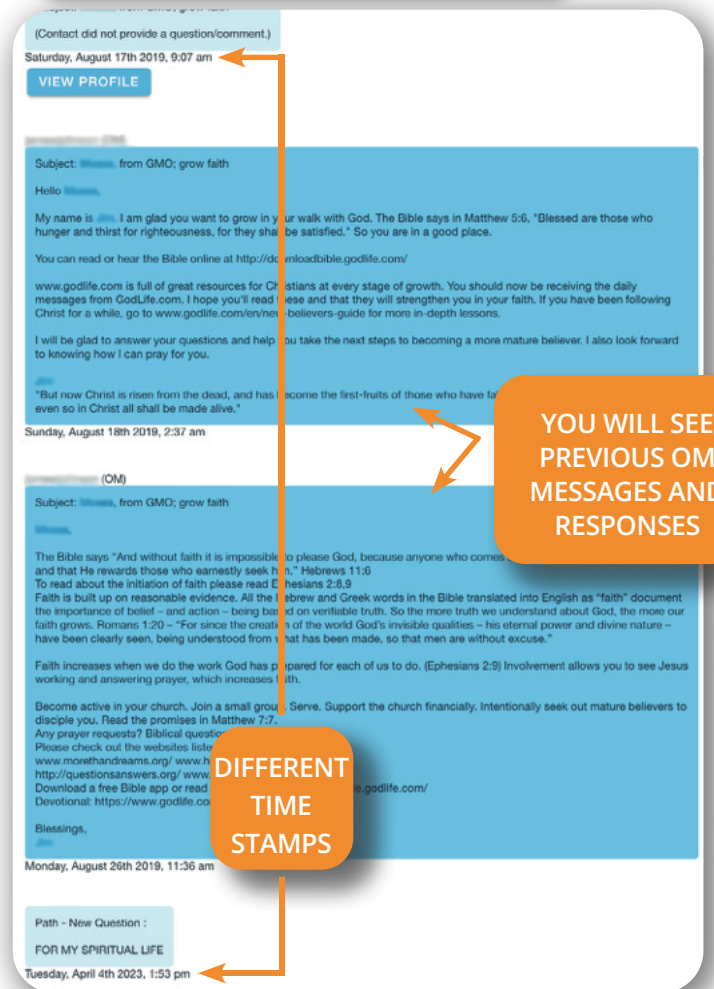 from GMO; grow faith
(Contact did not provide a question/comment.)
Saturday, August 17th 2019, 9:07 am
VIEW PROFILE
(OM)
Subject: from GMO; grow faith
Hello
My name is I am glad you want to grow in your walk with God. The Bible says in Matthew 5:6, "Blessed are those who
hunger and thirst for righteousness, for they shall be satisfied." So you are in a good place.
You can read or hear the Bible online at http://downloadbible.godlife.com/
www.godlife.com is full of great resources for Christians at every stage of growth. You should now be receiving the daily
messages from GodLife.com. I hope you'll read these and that they will strengthen you in your faith. If you have been following
Christ for a while, go to www.godlife.com/en/new-believers-guide for more in-depth lessons.
I will be glad to answer your questions and help you take the next steps to becoming a more mature believer. I also look forward
to knowing how I can pray for you.
"But now Christ is risen from the dead, and has become the first-fruits of those who have
even so in Christ all shall be made alive."
Sunday, August 18th 2019, 2:37 am
YOU WILL SEE
PREVIOUS OM
MESSAGES AND
RESPONSES
(OM)
Subject: from GMO; grow faith
The Bible says "And without faith it is impossible to please God, because anyone who comes
and that He rewards those who earnestly seek him." Hebrews 11:6
To read about the initiation of faith please read Ephesians 2:8,9
Faith is built up on reasonable evidence. All the Hebrew and Greek words in the Bible translated into English as "faith" document
the importance of belief – and action – being based on verifiable truth. So the more truth we understand about God, the more our
faith grows. Romans 1:20 – "For since the creation of the world God's invisible qualities – his eternal power and divine nature –
have been clearly seen, being understood from what has been made, so that men are without excuse."
Faith increases when we do the work God has prepared for each of us to do. (Ephesians 2:9) Involvement allows you to see Jesus
working and answering prayer, which increases faith.
Become active in your church. Join a small group. Serve. Support the church financially. Intentionally seek out mature believers to
disciple you. Read the promises in Matthew 7:7.
Any prayer requests? Biblical
Please check out the websites
www.morethandreams.org/
http://questionsanswers.org/
Download a free Bible app or read .godlife.com/
Devotional:
DIFFERENT
TIME
STAMPS
Blessings,
Monday, August 26th 2019, 11:36 am
Path - New Question :
FOR MY SPIRITUAL LIFE
Tuesday, April 4th 2023, 1:53 pm